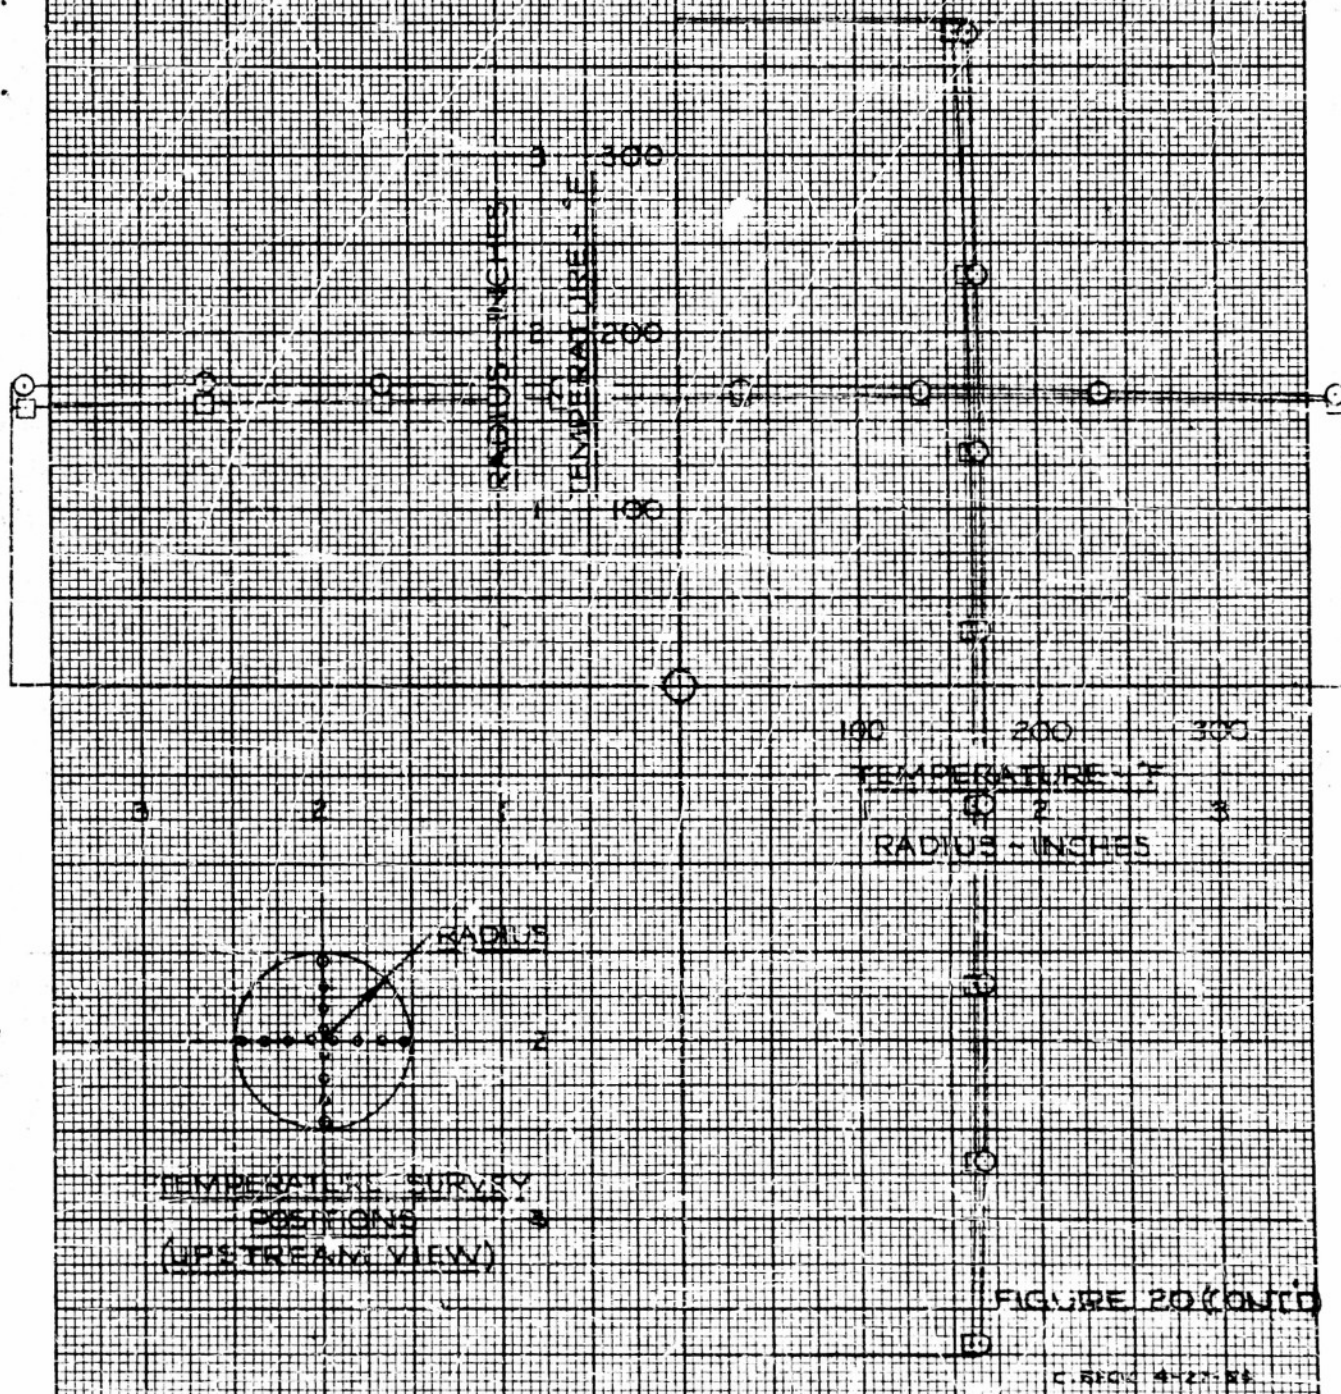 3 300
RADIUS - INCHES
TEMPERATURE - °F
2 200
1 100
100 200 300
TEMPERATURE - °F
3 2 1 1 2 3
RADIUS - INCHES
RADIUS
2
TEMPERATURE SURVEY
POSITIONS 3
(UPSTREAM VIEW)
FIGURE 20 (CONT'D)